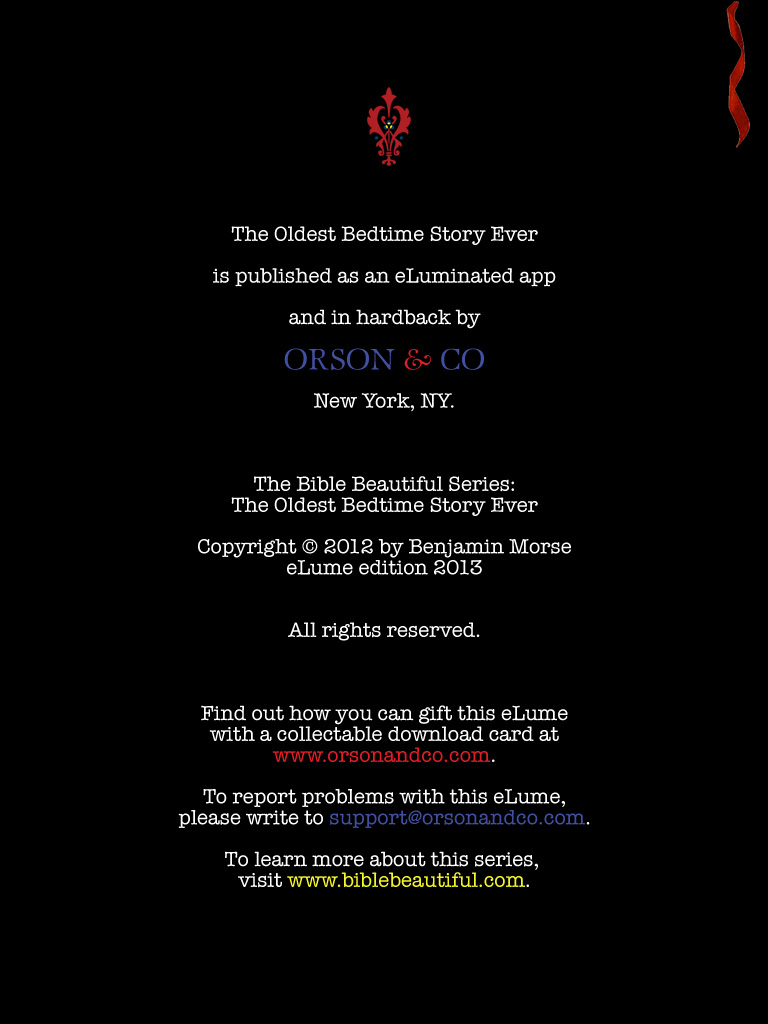 The Oldest Bedtime Story Ever
is published as an eLuminated app
and in hardback by
ORSON & CO
New York, NY.
The Bible Beautiful Series:
The Oldest Bedtime Story Ever
Copyright © 2012 by Benjamin Morse
eLume edition 2013
All rights reserved.
Find out how you can gift this eLume
with a collectable download card at
www.orsonandco.com.
To report problems with this eLume,
please write to support@orsonandco.com.
To learn more about this series,
visit www.biblebeautiful.com.